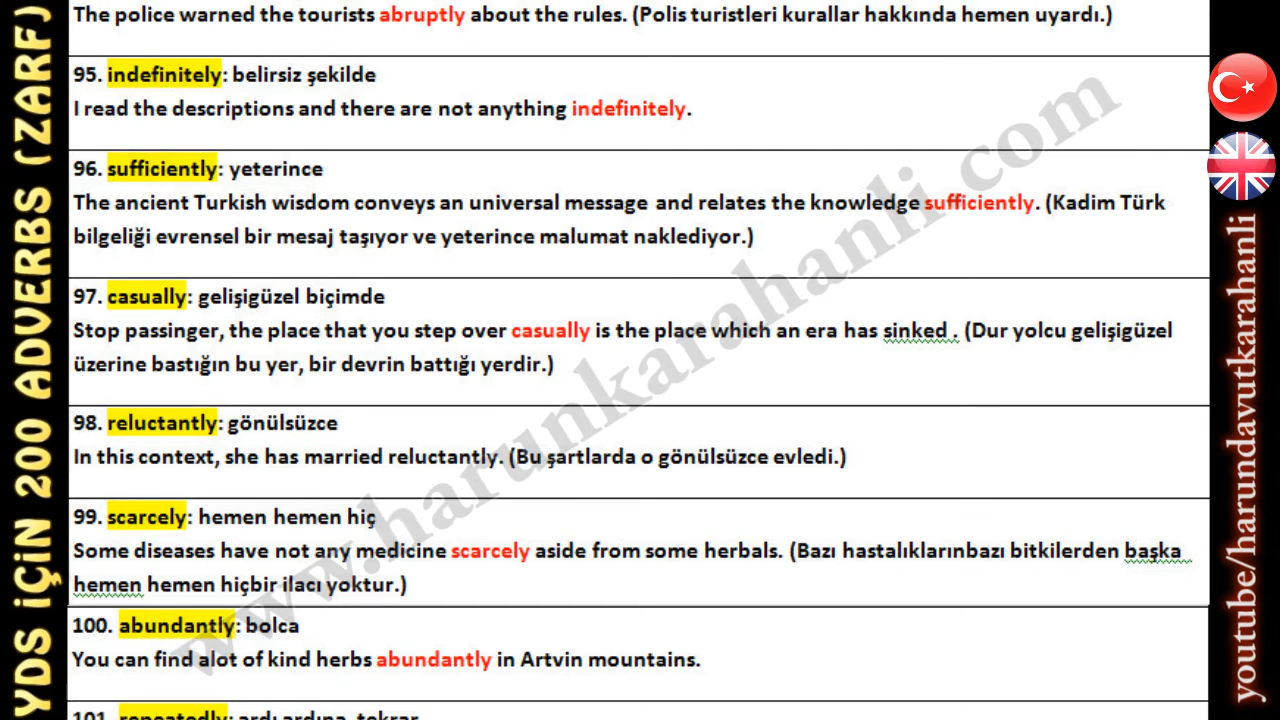 The police warned the tourists abruptly about the rules. (Polis turistleri kurallar hakkında hemen uyardı.)
95. indefinitely: belirsiz şekilde
I read the descriptions and there are not anything indefinitely.
96. sufficiently: yeterince
The ancient Turkish wisdom conveys an universal message and relates the knowledge sufficiently. (Kadim Türk
bilgeliği evrensel bir mesaj taşıyor ve yeterince malumat naklediyor.)
97. casually: gelişigüzel biçimde
Stop passinger, the place that you step over casually is the place which an era has sinked . (Dur yolcu gelişigüzel
üzerine bastığın bu yer, bir devrin battığı yerdir.)
98. reluctantly: gönülsüzce
In this context, she has married reluctantly. (Bu şartlarda o gönülsüzce evledi.)
99. scarcely: hemen hemen hiç
Some diseases have not any medicine scarcely aside from some herbals. (Bazı hastalıklarınbazı bitkilerden başka
hemen hemen hiçbir ilacı yoktur.)
100. abundantly: bolca
You can find alot of kind herbs abundantly in Artvin mountains.
101. repeatedly: ardı ardına, tekrar
YDS İÇİN 200 ADVERBS (ZARF)
youtube/harundavutkarahanli
www.harunkarahanli.com